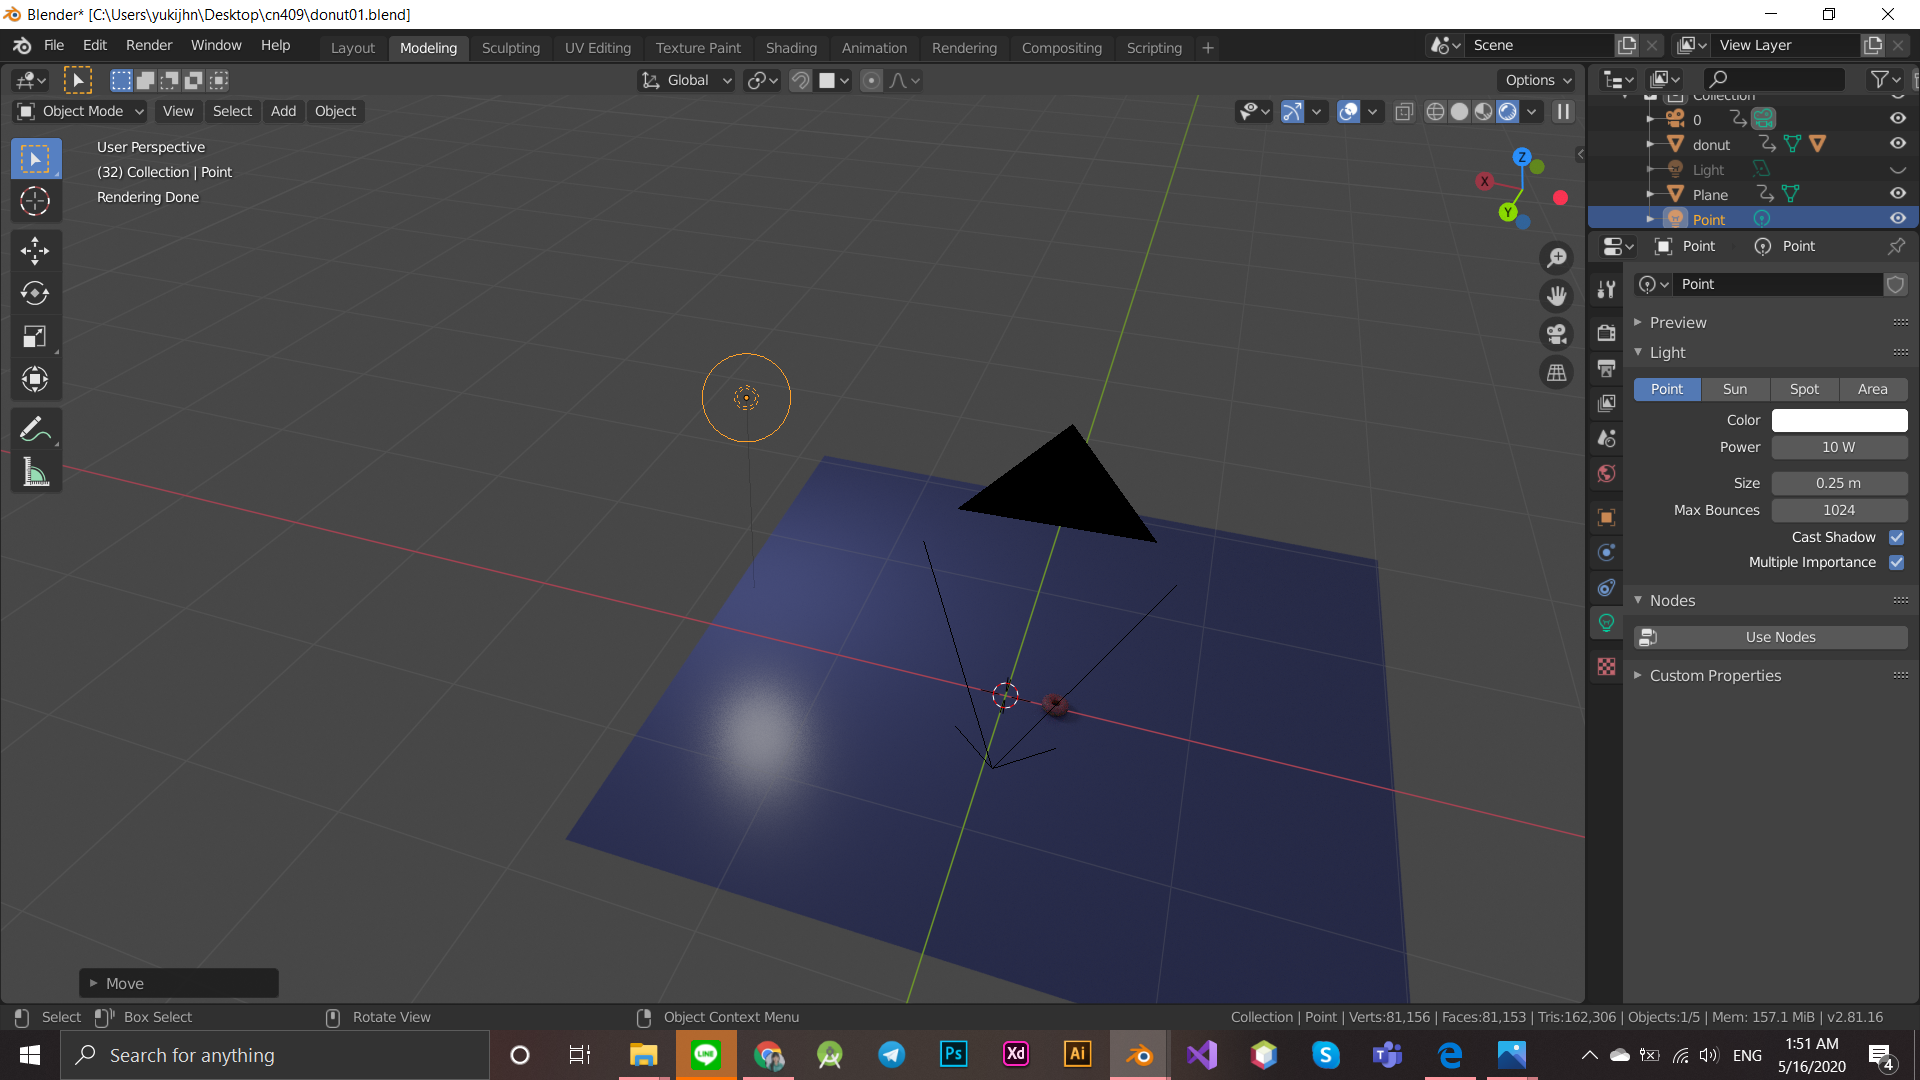 Blender* [C:\Users\yukijhn\Desktop\cn409\donut01.blend]
File Edit Render Window Help Layout Modeling Sculpting UV Editing Texture Paint Shading Animation Rendering Compositing Scripting + Scene View Layer
Global Options
Object Mode View Select Add Object
User Perspective
(32) Collection | Point
Rendering Done
Z
X
Y
Collection
0
donut
Light
Plane
Point
Point Point
Point
Preview
Light
Point Sun Spot Area
Color
Power 10 W
Size 0.25 m
Max Bounces 1024
Cast Shadow
Multiple Importance
Nodes
Use Nodes
Custom Properties
Move
Select Box Select Rotate View Object Context Menu Collection | Point | Verts:81,156 | Faces:81,153 | Tris:162,306 | Objects:1/5 | Mem: 157.1 MiB | v2.81.16
Search for anything LINE Ps Xd Ai ENG 1:51 AM
5/16/2020 4